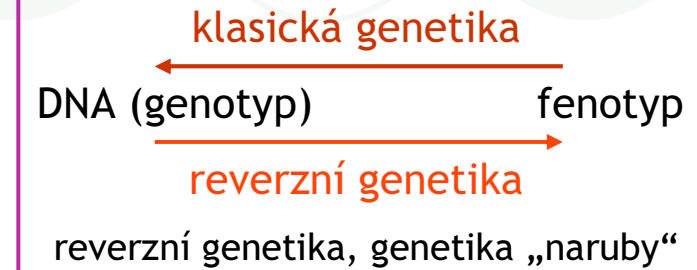 klasická genetika
DNA (genotyp) fenotyp
reverzní genetika
reverzní genetika, genetika „naruby“